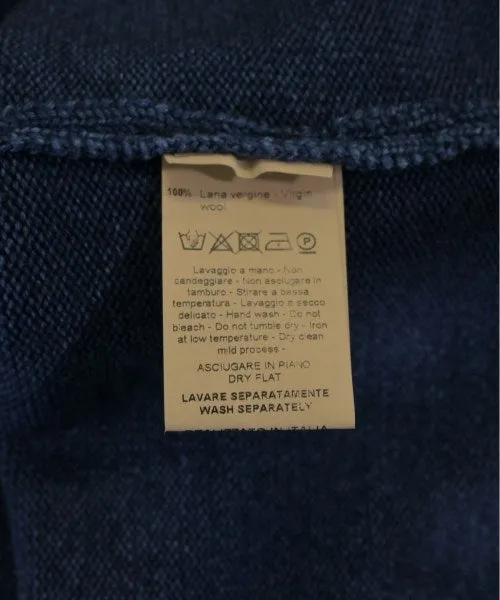 100% Lana vergine - Virgin
wool
Lavaggio a mano - Non
candeggiare - Non asciugare in
tamburo - Stirare a bassa
temperatura - Lavaggio a secco
delicato - Hand wash - Do not
bleach - Do not tumble dry - Iron
at low temperature - Dry clean
mild process -
ASCIUGARE IN PIANO
DRY FLAT
LAVARE SEPARATAMENTE
WASH SEPARATELY